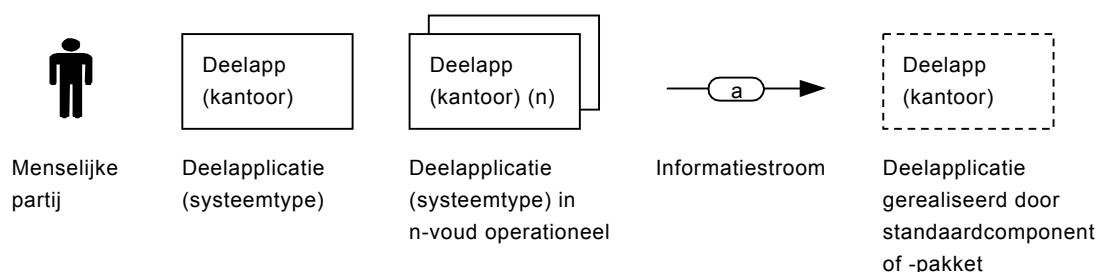 Deelapp
(kantoor)
Deelapp
(kantoor) (n)
a
Deelapp
(kantoor)
Menselijke
partij
Deelapplicatie
(systeemtype)
Deelapplicatie
(systeemtype) in
n-voud operationeel
Informatiestroom
Deelapplicatie
gerealiseerd door
standaardcomponent
of -pakket